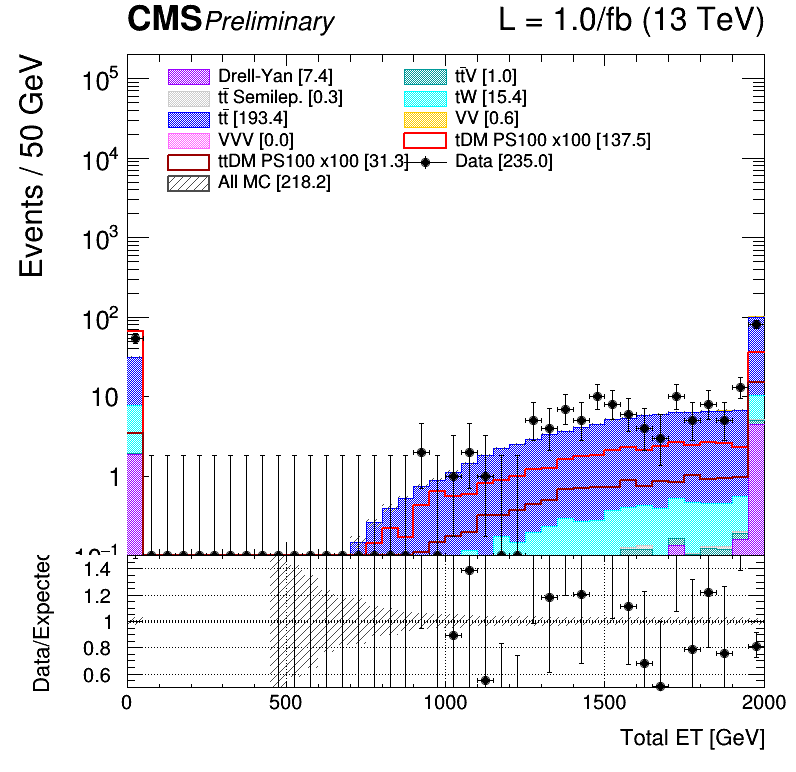 CMS Preliminary L = 1.0/fb (13 TeV)
Events / 50 GeV
10⁵
10⁴
10³
10²
10
1
10⁻¹
Drell-Yan [7.4] tt̄V [1.0]
tt̄ Semilep. [0.3] tW [15.4]
tt̄ [193.4] VV [0.6]
VVV [0.0] tDM PS100 x100 [137.5]
ttDM PS100 x100 [31.3] Data [235.0]
All MC [218.2]
Data/Expected
1.4
1.2
1
0.8
0.6
0 500 1000 1500 2000
Total ET [GeV]